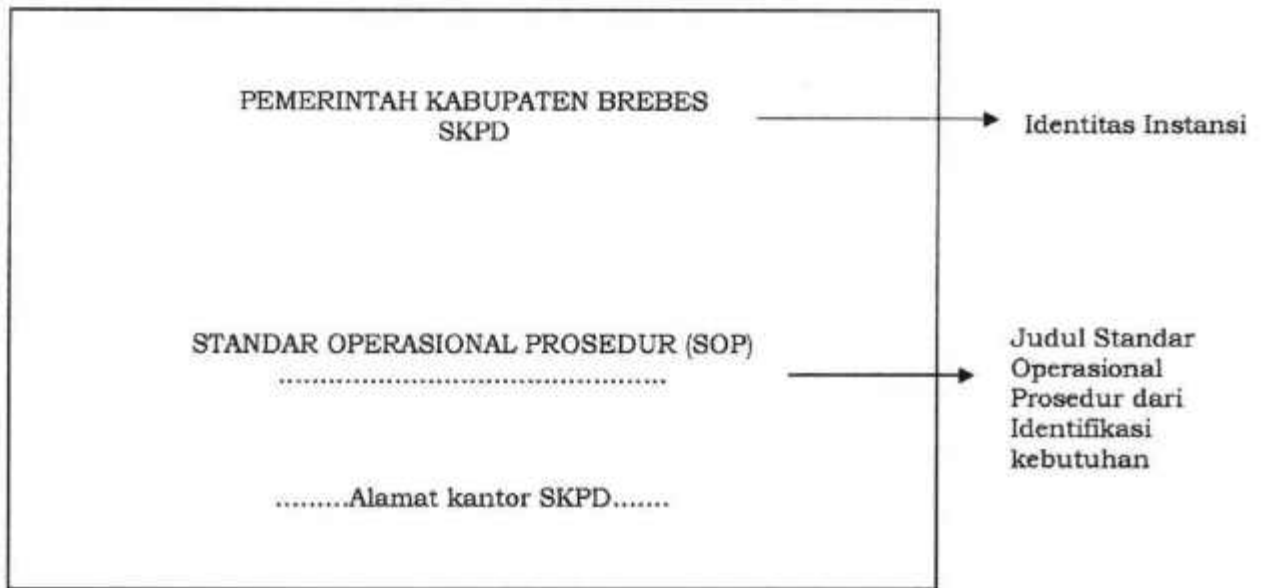 PEMERINTAH KABUPATEN BREBES
SKPD
Identitas Instansi
STANDAR OPERASIONAL PROSEDUR (SOP)
................................................
Judul Standar
Operasional
Prosedur dari
Identifikasi
kebutuhan
.........Alamat kantor SKPD.......